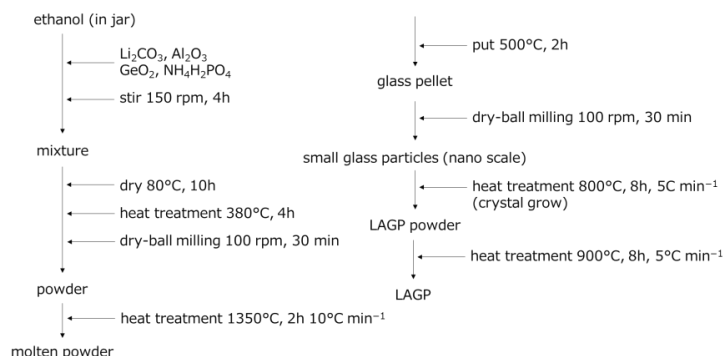 ethanol (in jar)
Li₂CO₃, Al₂O₃
GeO₂, NH₄H₂PO₄
stir 150 rpm, 4h
mixture
dry 80°C, 10h
heat treatment 380°C, 4h
dry-ball milling 100 rpm, 30 min
powder
heat treatment 1350°C, 2h 10°C min⁻¹
molten powder
put 500°C, 2h
glass pellet
dry-ball milling 100 rpm, 30 min
small glass particles (nano scale)
heat treatment 800°C, 8h, 5C min⁻¹
(crystal grow)
LAGP powder
heat treatment 900°C, 8h, 5°C min⁻¹
LAGP